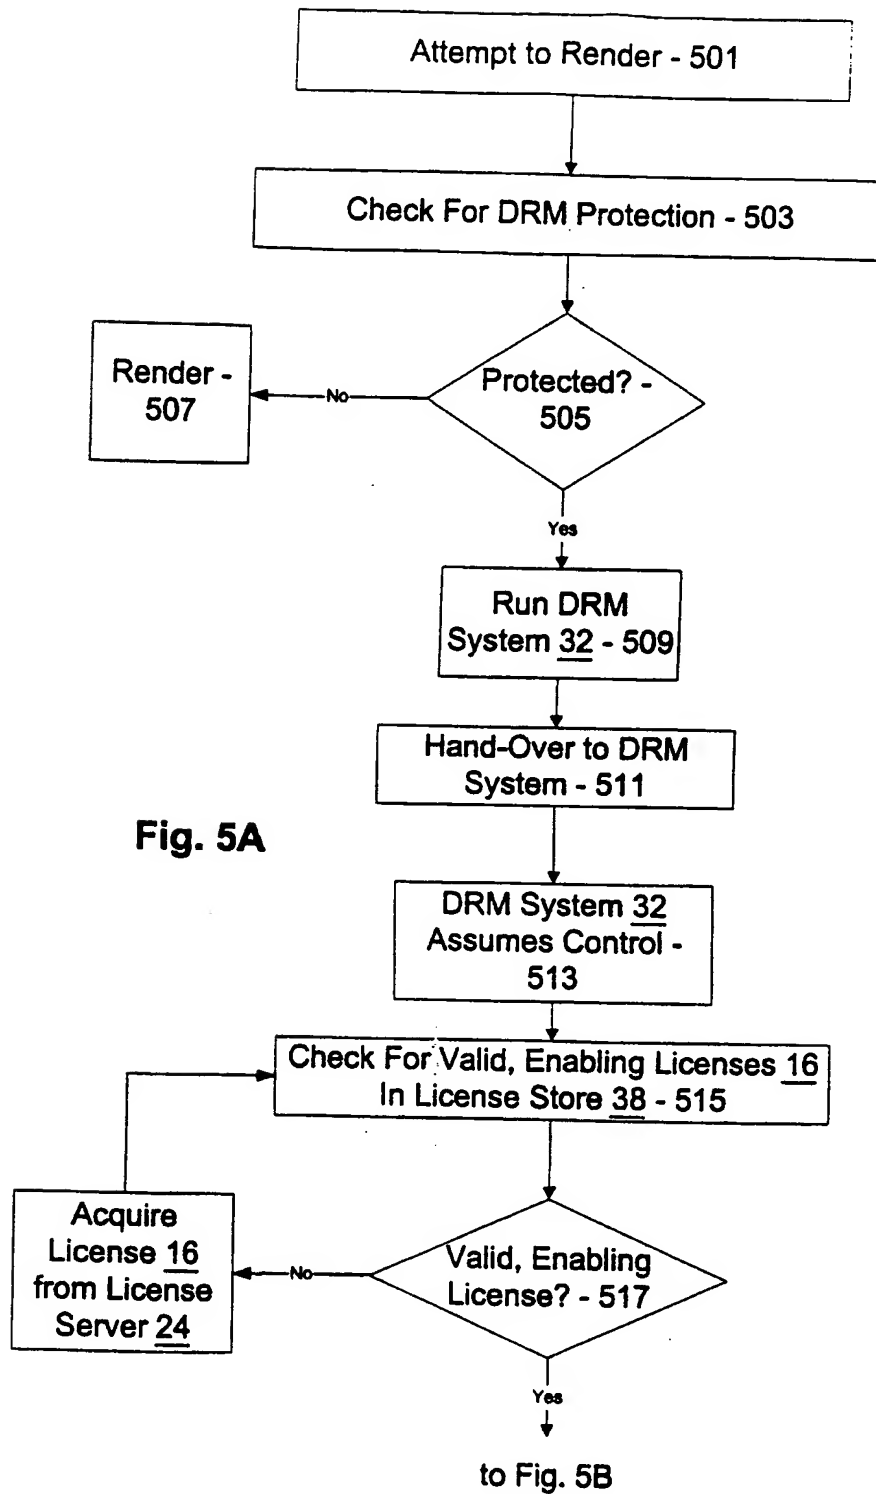 Attempt to Render - 501
Check For DRM Protection - 503
Render -
507
No
Protected? -
505
Yes
Run DRM
System 32 - 509
Hand-Over to DRM
System - 511
Fig. 5A
DRM System 32
Assumes Control -
513
Check For Valid, Enabling Licenses 16
In License Store 38 - 515
Acquire
License 16
from License
Server 24
No
Valid, Enabling
License? - 517
Yes
to Fig. 5B